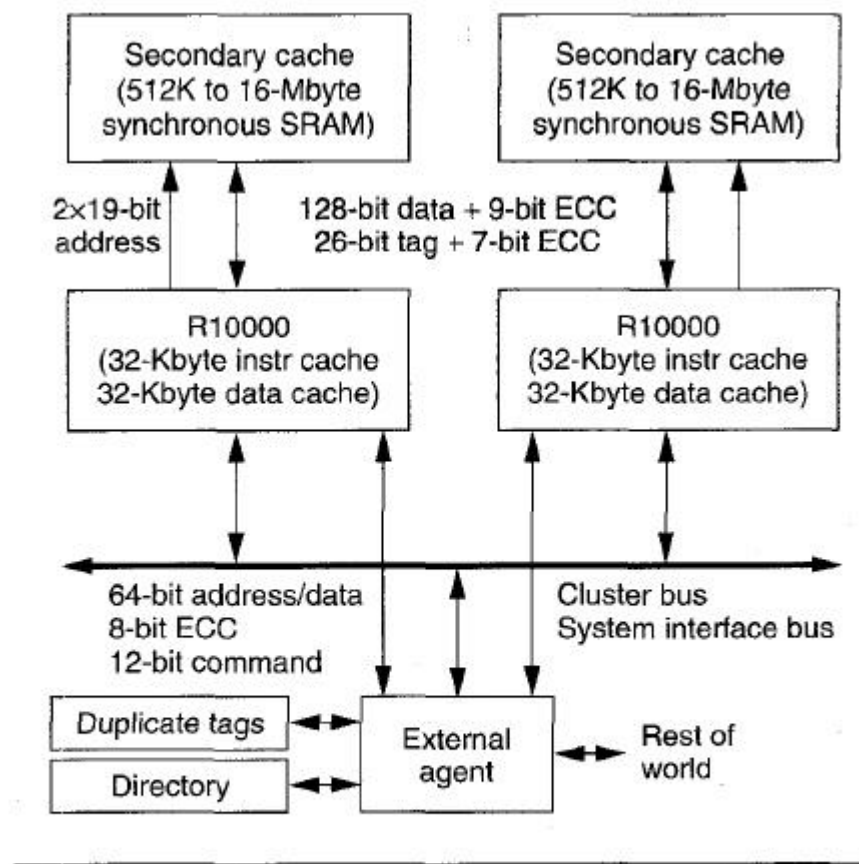 Secondary cache
(512K to 16-Mbyte
synchronous SRAM)
Secondary cache
(512K to 16-Mbyte
synchronous SRAM)
2×19-bit
address
128-bit data + 9-bit ECC
26-bit tag + 7-bit ECC
R10000
(32-Kbyte instr cache
32-Kbyte data cache)
R10000
(32-Kbyte instr cache
32-Kbyte data cache)
64-bit address/data
8-bit ECC
12-bit command
Cluster bus
System interface bus
Duplicate tags
Directory
External
agent
Rest of
world